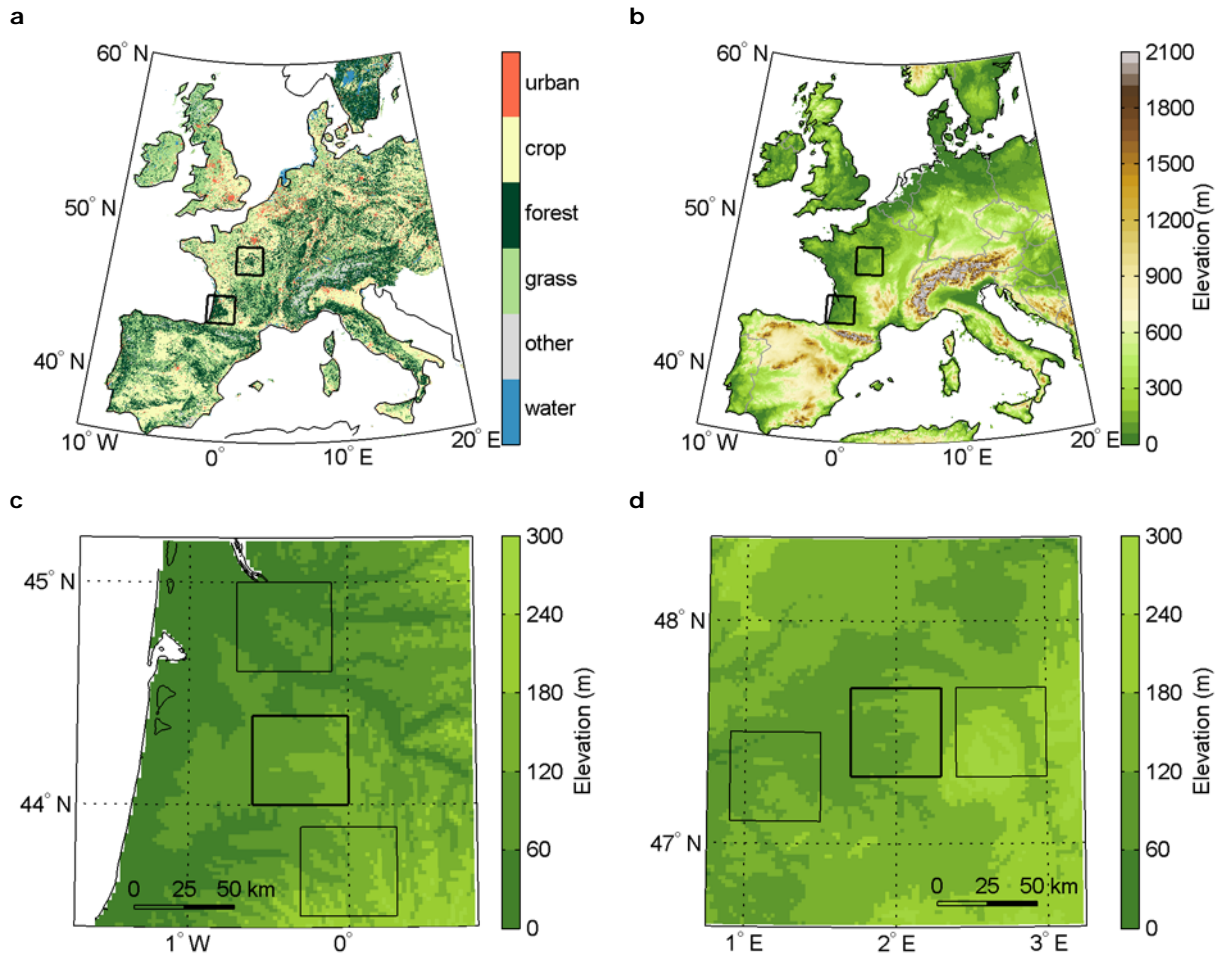 a
60° N
50° N
40° N
10° W
0°
10° E
20° E
urban
crop
forest
grass
other
water
b
60° N
50° N
40° N
10° W
0°
10° E
20° E
2100
1800
1500
1200
900
600
300
0
Elevation (m)
c
45° N
44° N
1° W
0°
0 25 50 km
300
240
180
120
60
0
Elevation (m)
d
48° N
47° N
1° E
2° E
3° E
0 25 50 km
300
240
180
120
60
0
Elevation (m)